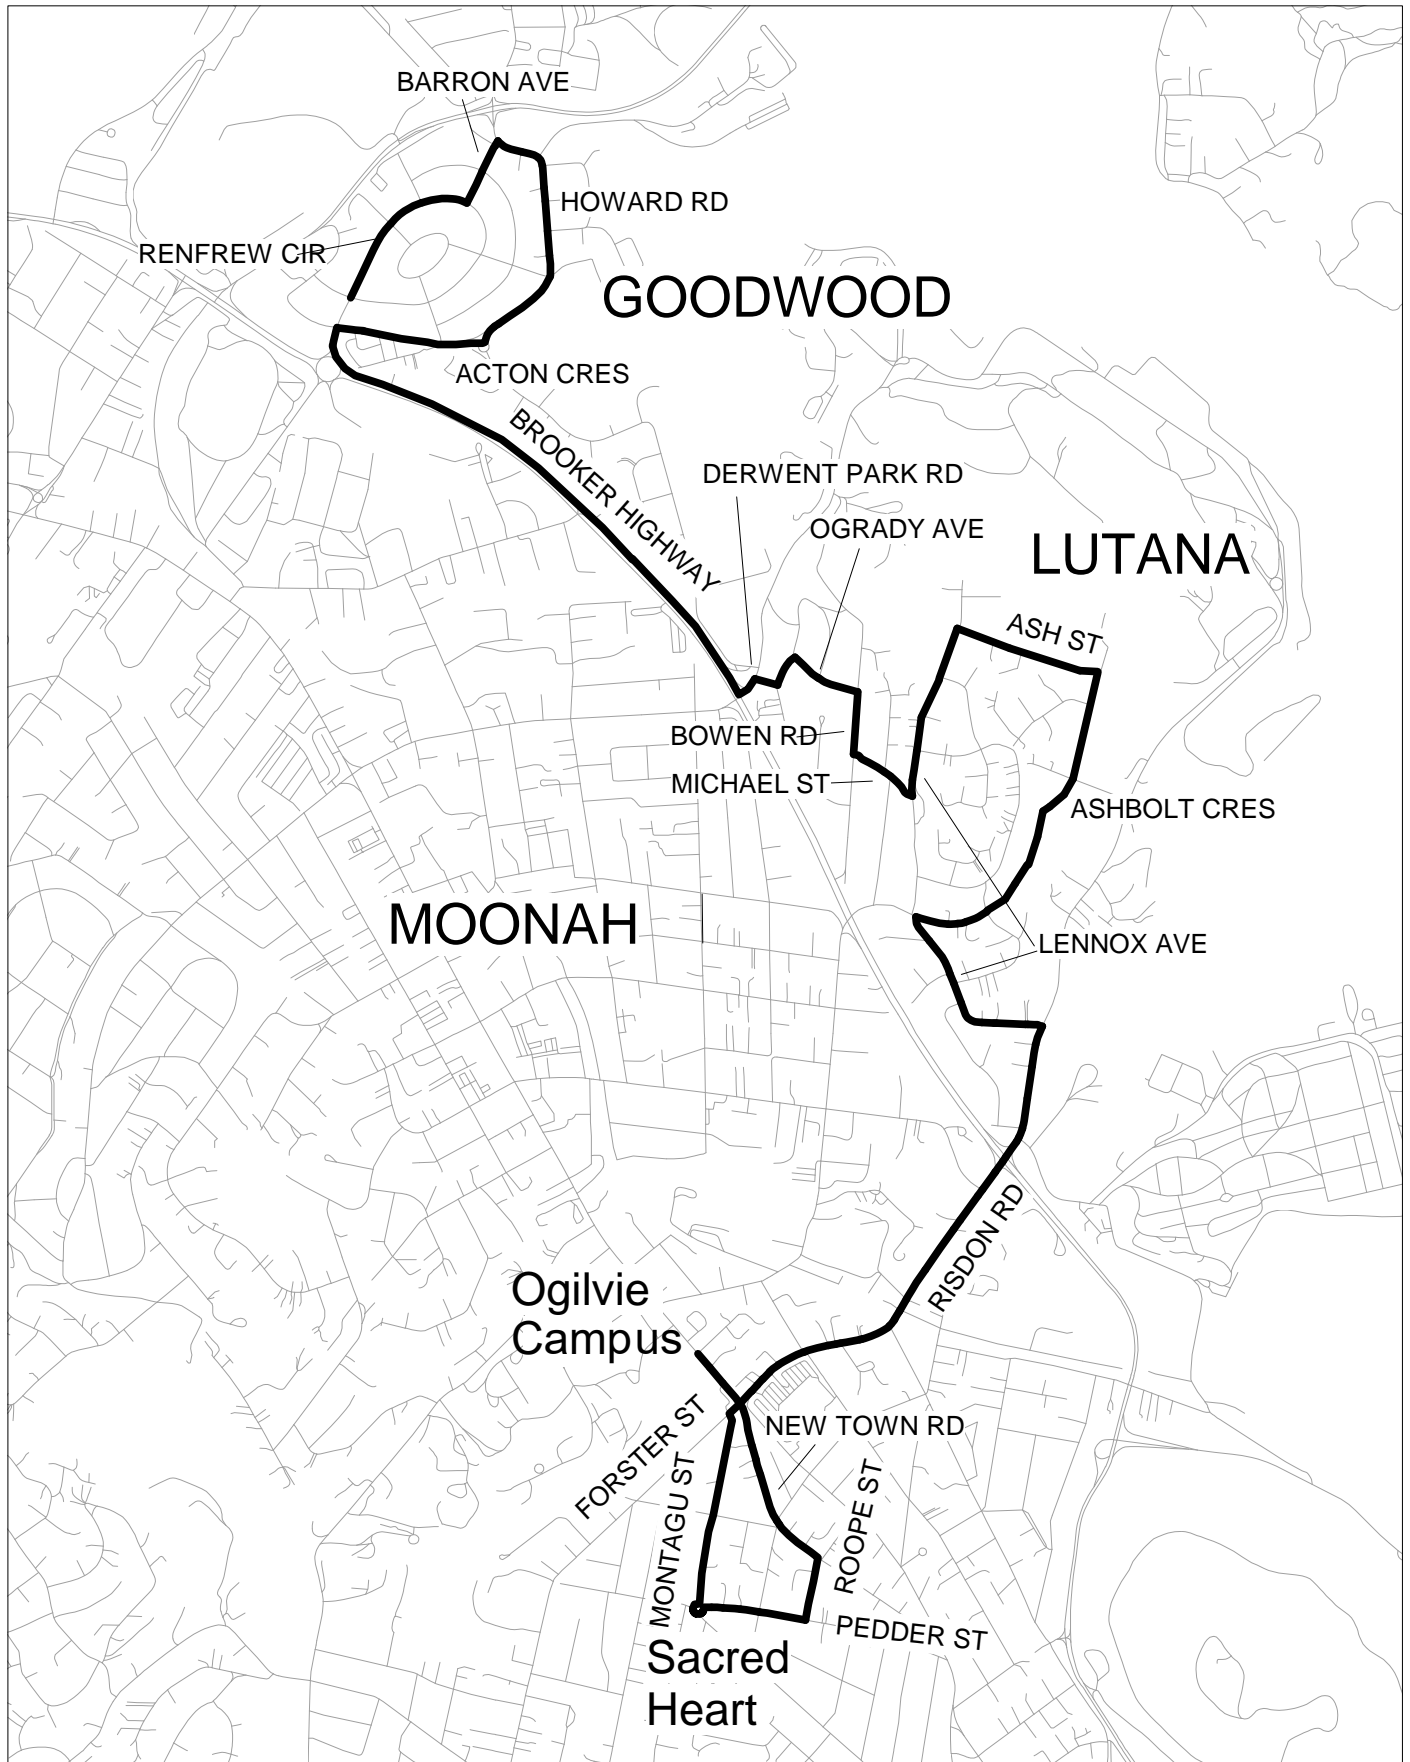 BARRON AVE
HOWARD RD
RENFREW CIR
GOODWOOD
ACTON CRES
BROOKER HIGHWAY
DERWENT PARK RD
OGRADY AVE
LUTANA
ASH ST
BOWEN RD
MICHAEL ST
ASHBOLT CRES
MOONAH
LENNOX AVE
RISDON RD
Ogilvie
Campus
FORSTER ST
NEW TOWN RD
MONTAGU ST
ROOPE ST
PEDDER ST
Sacred
Heart